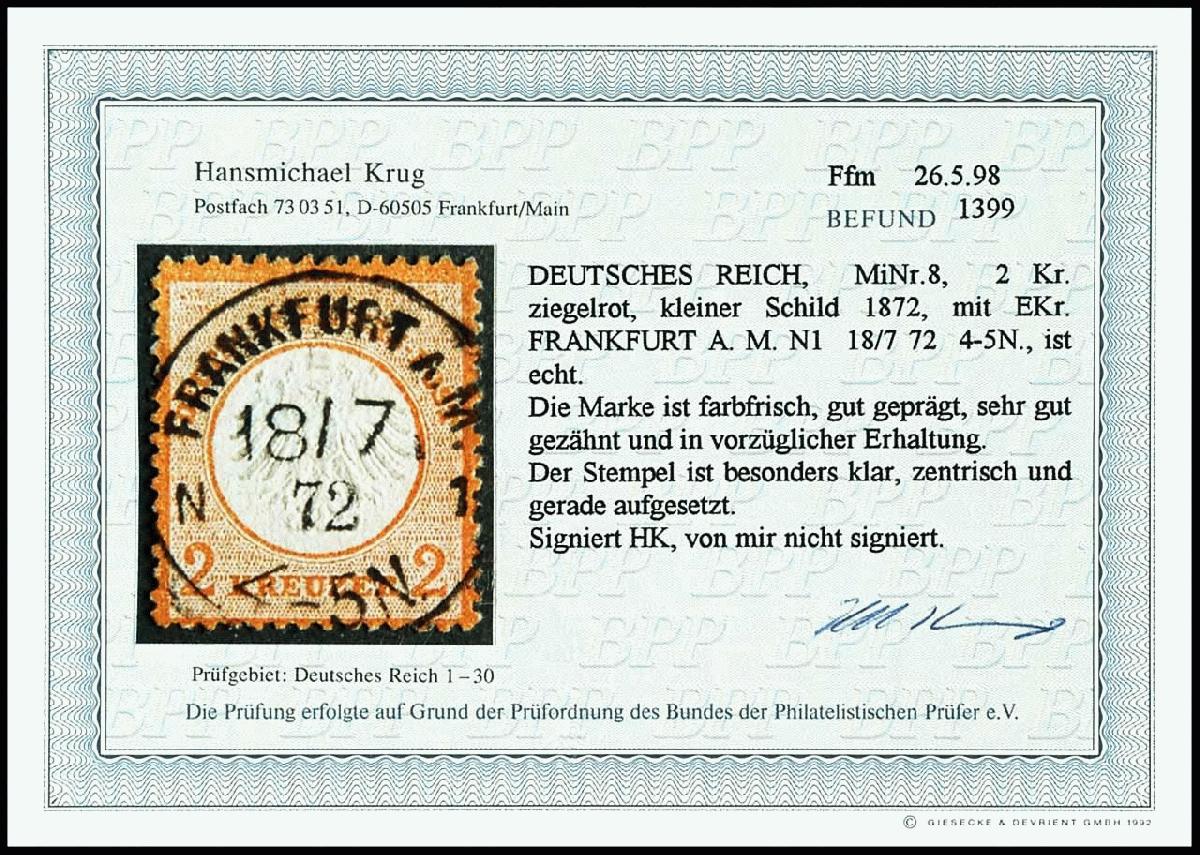 Hansmichael Krug
Postfach 73 03 51, D-60505 Frankfurt/Main
Ffm 26.5.98
BEFUND 1399
FRANKFURT A.M.
18/7.
72
N 1
2 KREUZER 2
4-5N
DEUTSCHES REICH, MiNr.8, 2 Kr.
ziegelrot, kleiner Schild 1872, mit EKr.
FRANKFURT A. M. N1 18/7 72 4-5N., ist
echt.
Die Marke ist farbfrisch, gut geprägt, sehr gut
gezähnt und in vorzüglicher Erhaltung.
Der Stempel ist besonders klar, zentrisch und
gerade aufgesetzt.
Signiert HK, von mir nicht signiert.
Prüfgebiet: Deutsches Reich 1–30
Die Prüfung erfolgte auf Grund der Prüfordnung des Bundes der Philatelistischen Prüfer e.V.
© GIESECKE & DEVRIENT GMBH 1992
BPP